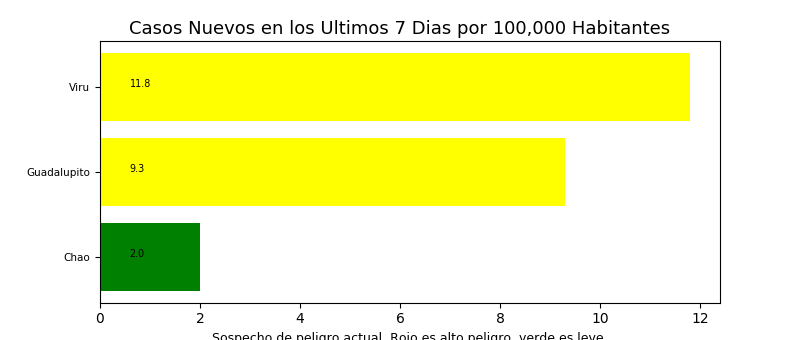 Casos Nuevos en los Ultimos 7 Dias por 100,000 Habitantes
Viru
11.8
Guadalupito
9.3
Chao
2.0
0 2 4 6 8 10 12
Sospecho de peligro actual. Rojo es alto peligro, verde es leve